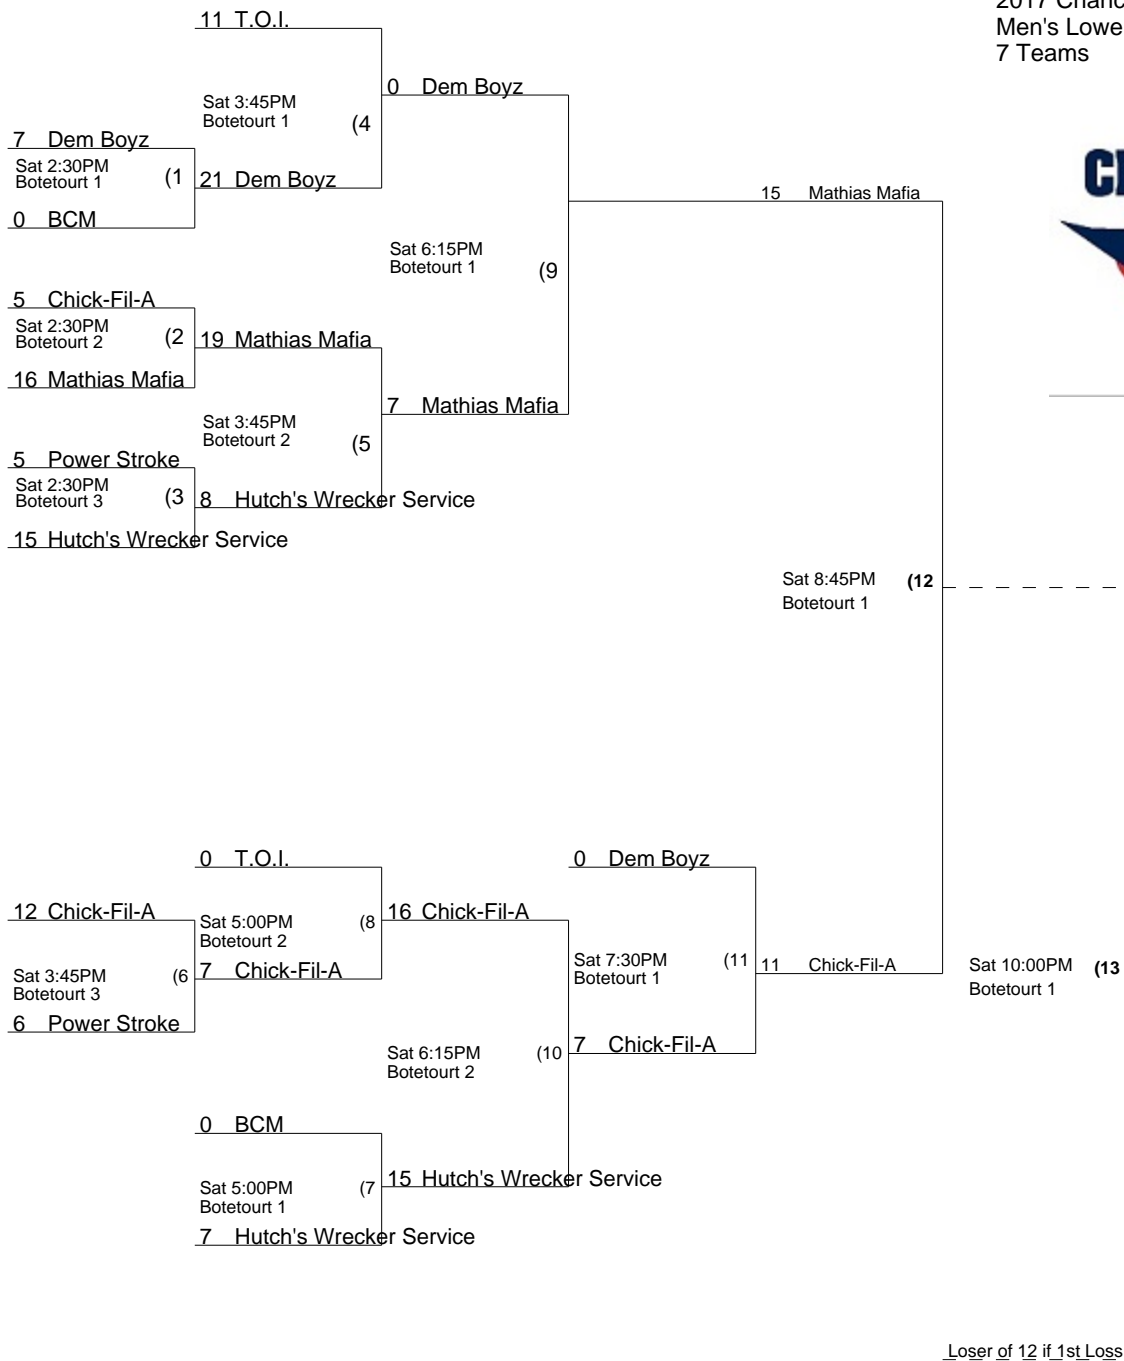 2017 Chanc
Men's Lowe
7 Teams
11 T.O.I.
0 Dem Boyz
Sat 3:45PM
Botetourt 1 (4
7 Dem Boyz
Sat 2:30PM
Botetourt 1 (1
21 Dem Boyz
0 BCM
15 Mathias Mafia
Sat 6:15PM
Botetourt 1 (9
5 Chick-Fil-A
Sat 2:30PM
Botetourt 2 (2
19 Mathias Mafia
16 Mathias Mafia
7 Mathias Mafia
Sat 3:45PM
Botetourt 2 (5
5 Power Stroke
Sat 2:30PM
Botetourt 3 (3
8 Hutch's Wrecker Service
15 Hutch's Wrecker Service
Sat 8:45PM (12
Botetourt 1
0 T.O.I.
0 Dem Boyz
12 Chick-Fil-A
Sat 5:00PM (8
Botetourt 2
16 Chick-Fil-A
Sat 3:45PM (6
Botetourt 3
7 Chick-Fil-A
Sat 7:30PM (11
Botetourt 1
11 Chick-Fil-A
Sat 10:00PM (13
Botetourt 1
6 Power Stroke
Sat 6:15PM (10
Botetourt 2
7 Chick-Fil-A
0 BCM
Sat 5:00PM (7
Botetourt 1
15 Hutch's Wrecker Service
7 Hutch's Wrecker Service
Loser of 12 if 1st Loss